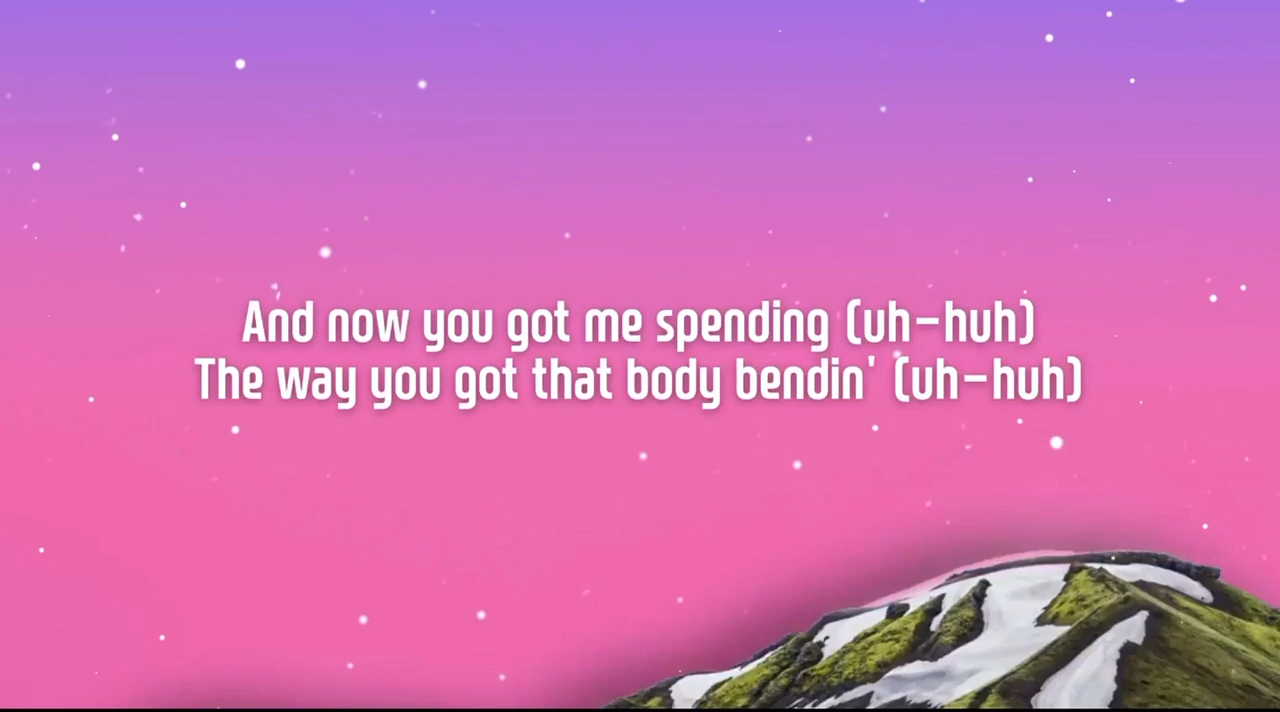 And now you got me spending (uh-huh)
The way you got that body bendin' (uh-huh)